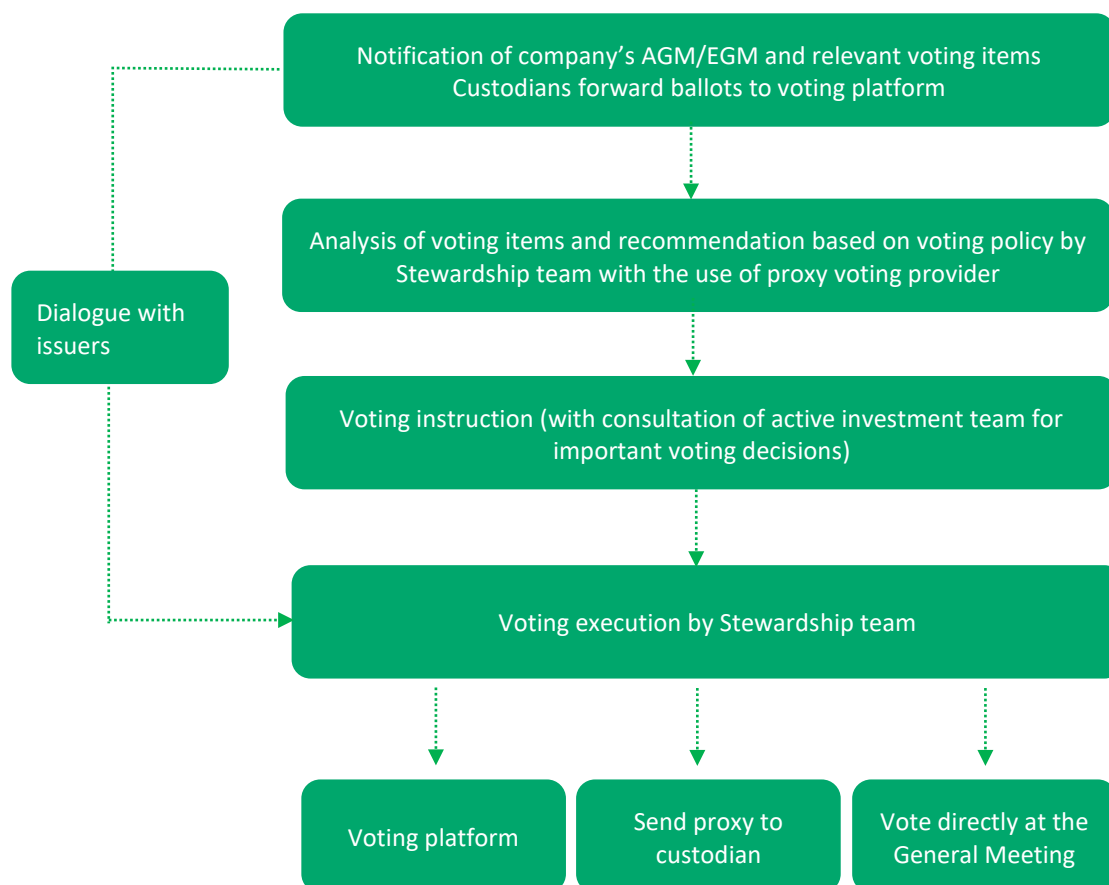 Notification of company’s AGM/EGM and relevant voting items
Custodians forward ballots to voting platform
Analysis of voting items and recommendation based on voting policy by
Stewardship team with the use of proxy voting provider
Dialogue with
issuers
Voting instruction (with consultation of active investment team for
important voting decisions)
Voting execution by Stewardship team
Voting platform
Send proxy to
custodian
Vote directly at the
General Meeting